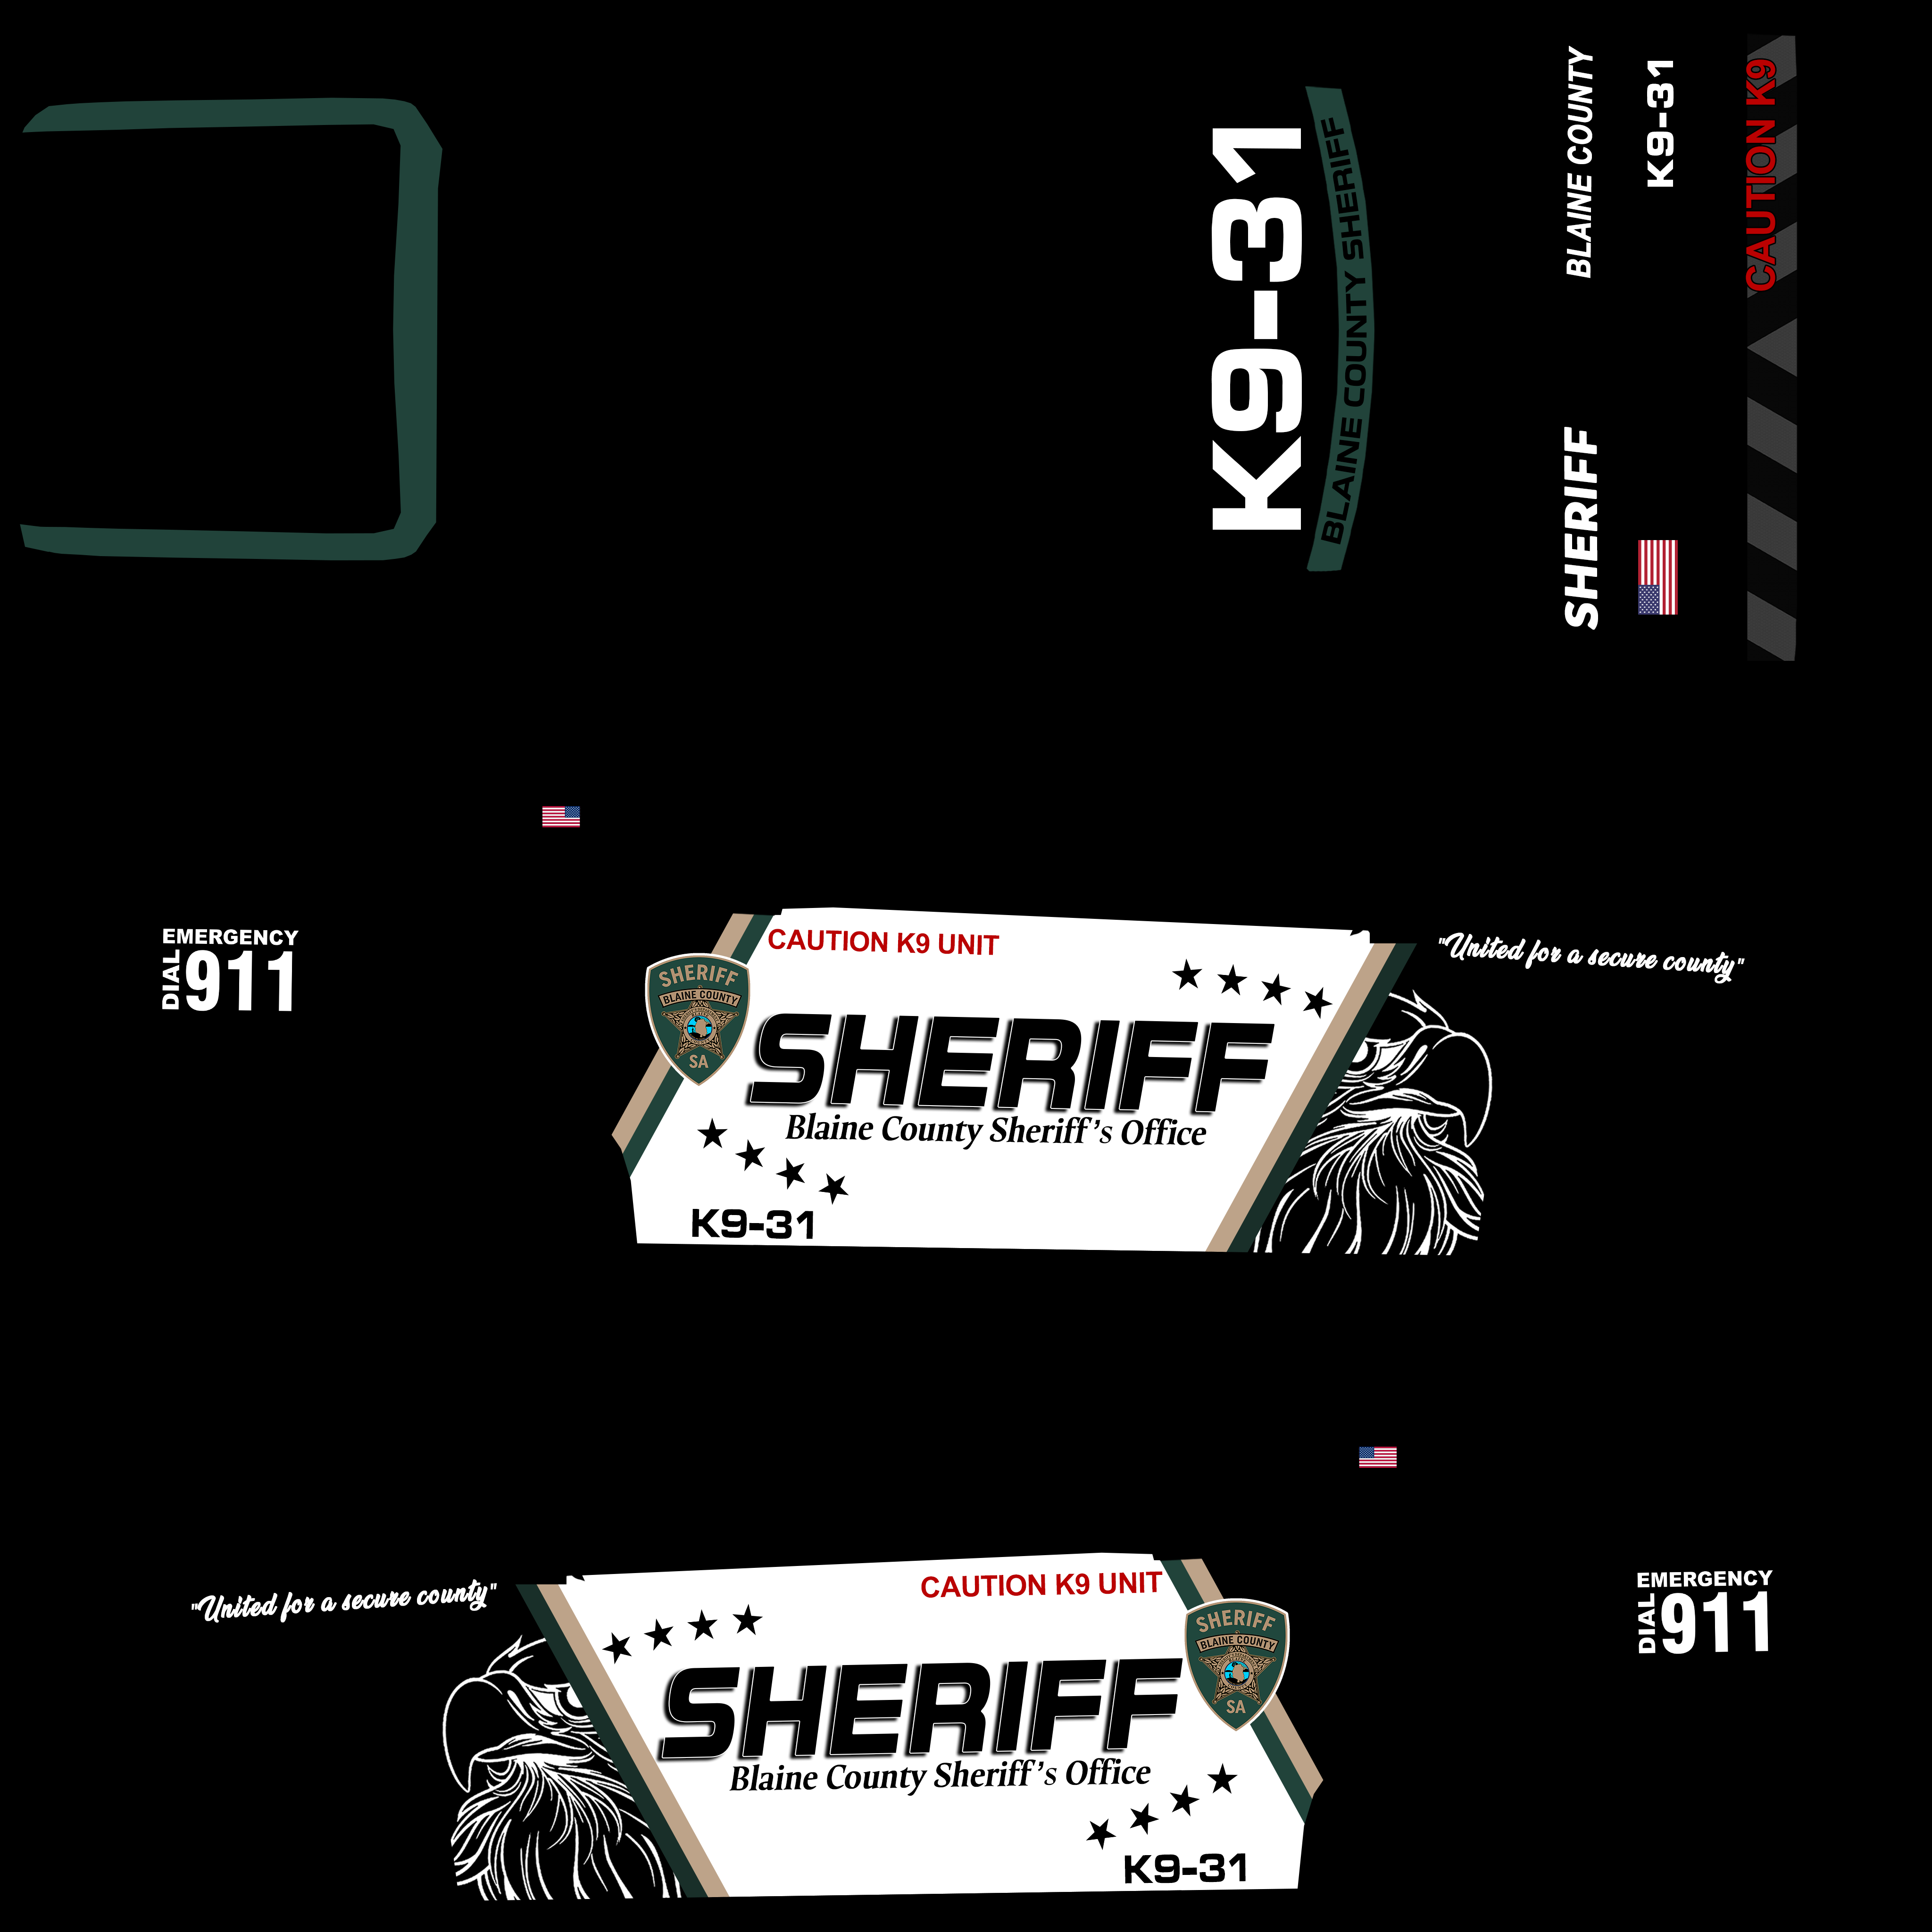 K9-31
BLAINE COUNTY SHERIFF
BLAINE COUNTY
SHERIFF
K9-31
CAUTION K9
EMERGENCY
DIAL
911
CAUTION K9 UNIT
SHERIFF
BLAINE COUNTY
SA
SHERIFF
Blaine County Sheriff's Office
K9-31
"United for a secure county"
"United for a secure county"
CAUTION K9 UNIT
SHERIFF
BLAINE COUNTY
SA
SHERIFF
Blaine County Sheriff's Office
K9-31
EMERGENCY
DIAL
911